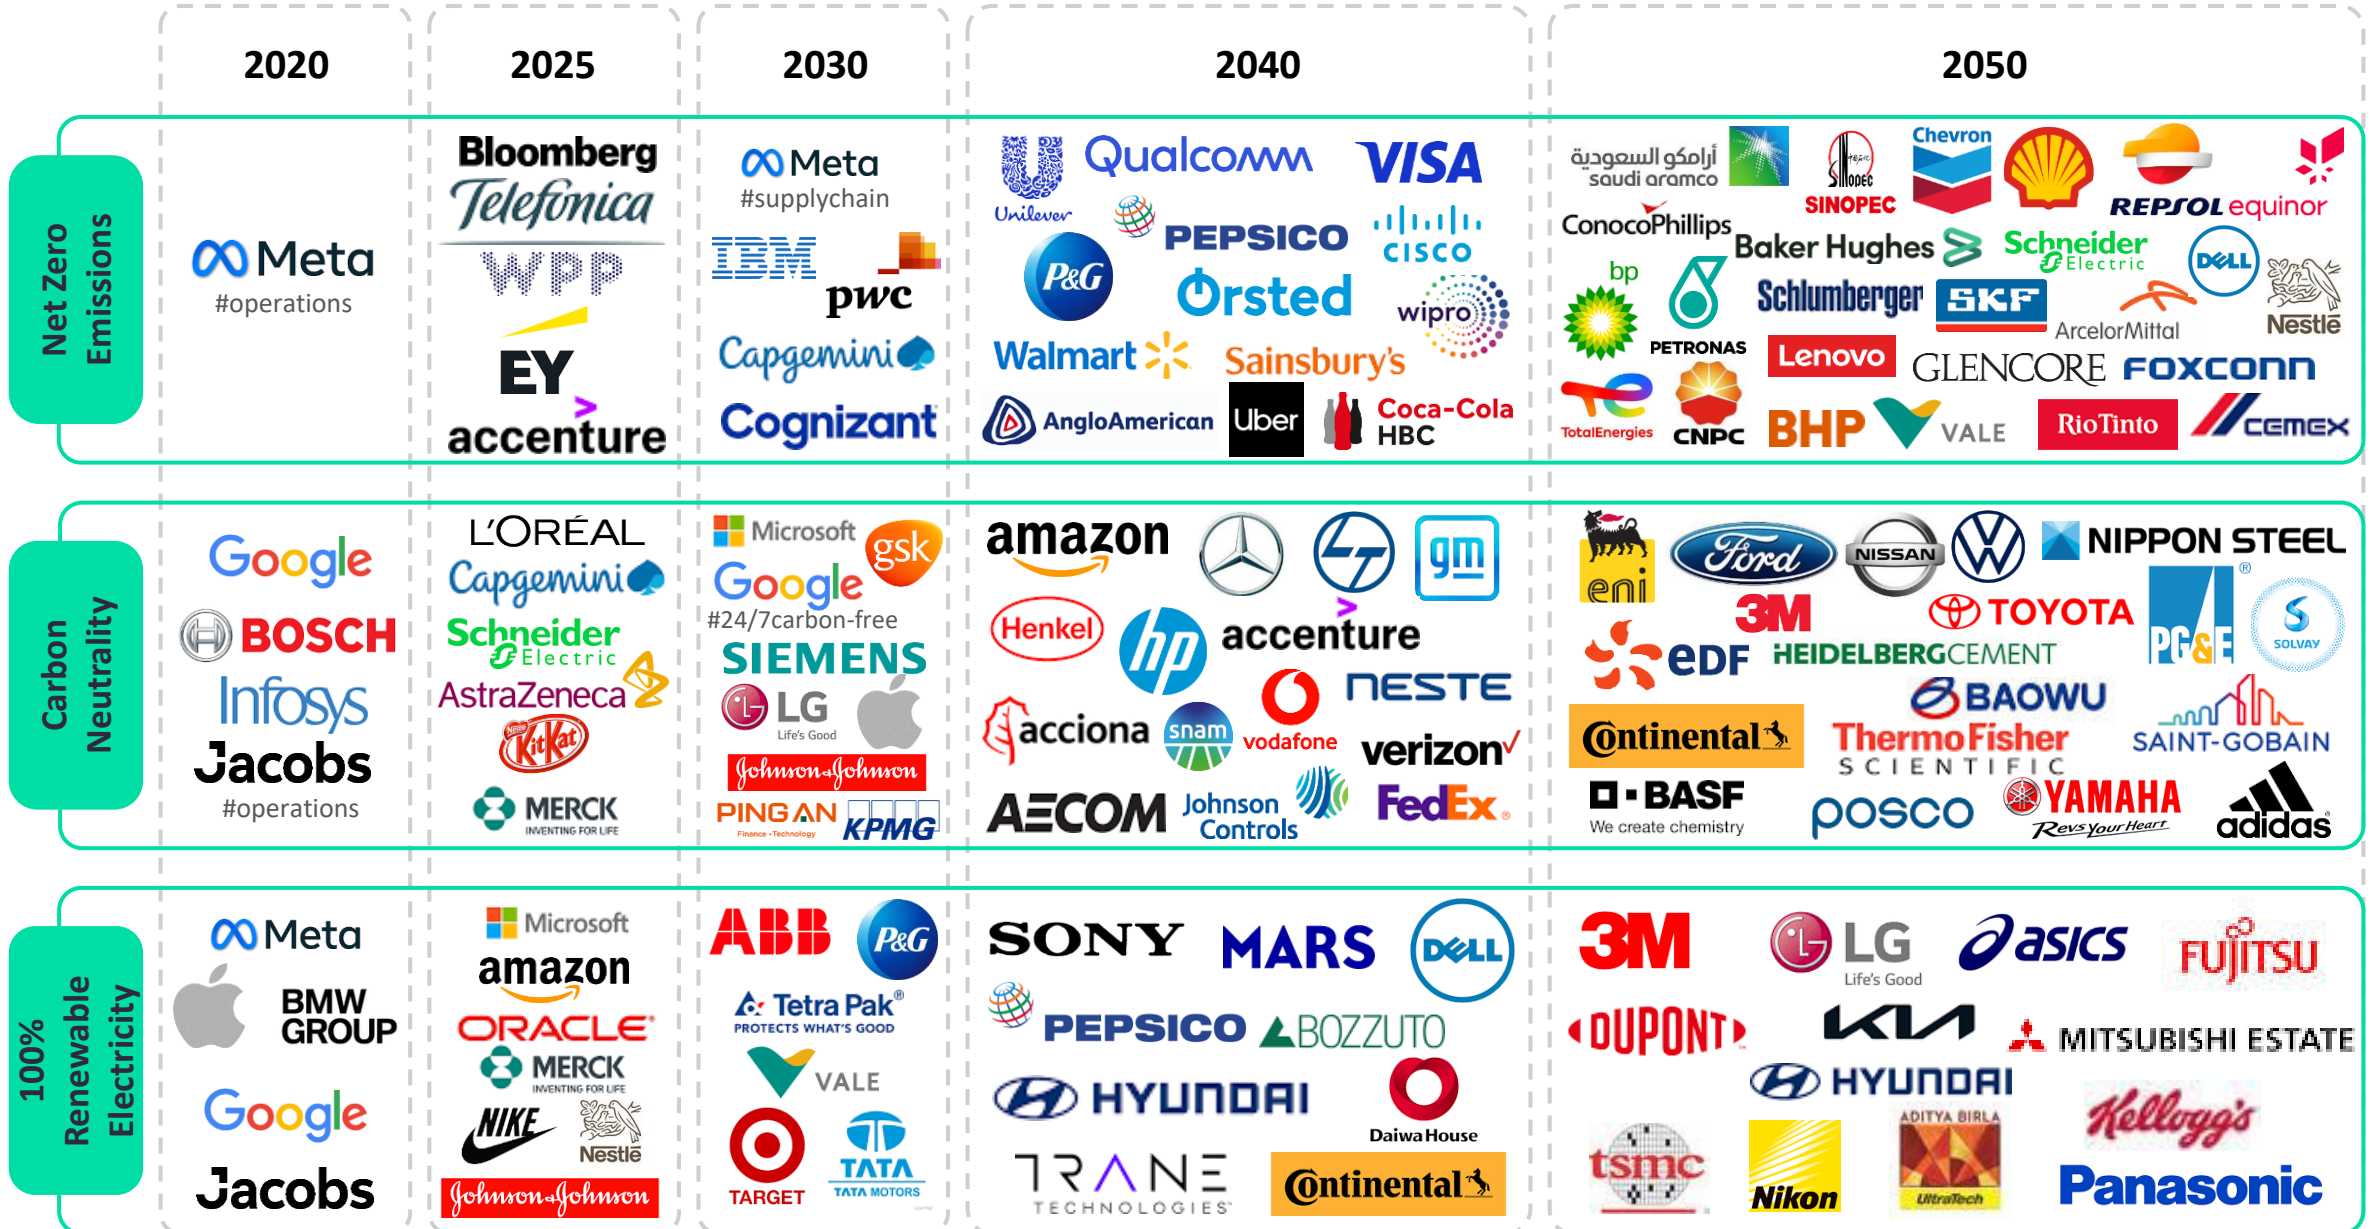 2020
2025
2030
2040
2050
Net Zero
Emissions
Meta
#operations
Bloomberg
Telefónica
WPP
EY
accenture
Meta
#supplychain
IBM
pwc
Capgemini
Cognizant
Unilever
Qualcomm
VISA
P&G
PEPSICO
CISCO
Ørsted
wipro
Walmart
Sainsbury's
AngloAmerican
Uber
Coca-Cola
HBC
أرامكو السعودية
saudi aramco
SINOPEC
SINOPEC
Chevron
REPSOL
equinor
ConocoPhillips
Baker Hughes
Schneider
Electric
DELL
bp
PETRONAS
Schlumberger
SKF
ArcelorMittal
Nestlé
Lenovo
GLENCORE
FOXCONN
TotalEnergies
CNPC
BHP
VALE
RioTinto
CEMEX
Carbon
Neutrality
Google
BOSCH
Infosys
Jacobs
#operations
L'ORÉAL
Capgemini
Schneider
Electric
AstraZeneca
Nestlé
KitKat
MERCK
INVENTING FOR LIFE
Microsoft
gsk
Google
#24/7carbon-free
SIEMENS
LG
Life's Good
Johnson&Johnson
PING AN
Finance · Technology
KPMG
amazon
LT
gm
Henkel
hp
accenture
acciona
snam
vodafone
NESTE
verizon
AECOM
Johnson
Controls
FedEx®
eni
Ford
NISSAN
VW
NIPPON STEEL
3M
TOYOTA
PG&E®
SOLVAY
eDF
HEIDELBERGCEMENT
BAOWU
Continental
ThermoFisher
SCIENTIFIC
SAINT-GOBAIN
BASF
We create chemistry
posco
YAMAHA
Revs Your Heart
adidas
100%
Renewable
Electricity
Meta
BMW
GROUP
Google
Jacobs
Microsoft
amazon
ORACLE®
MERCK
INVENTING FOR LIFE
NIKE
Nestlé
Johnson&Johnson
ABB
P&G
Tetra Pak®
PROTECTS WHAT'S GOOD
VALE
TARGET
TATA
TATA MOTORS
SONY
MARS
DELL
PEPSICO
BOZZUTO
HYUNDAI
Daiwa House
TRANE
TECHNOLOGIES™
Continental
3M
LG
Life's Good
asics
FUJITSU
DUPONT™
KIA
MITSUBISHI ESTATE
HYUNDAI
Kellogg's
tsmc
Nikon
ADITYA BIRLA
UltraTech
Panasonic